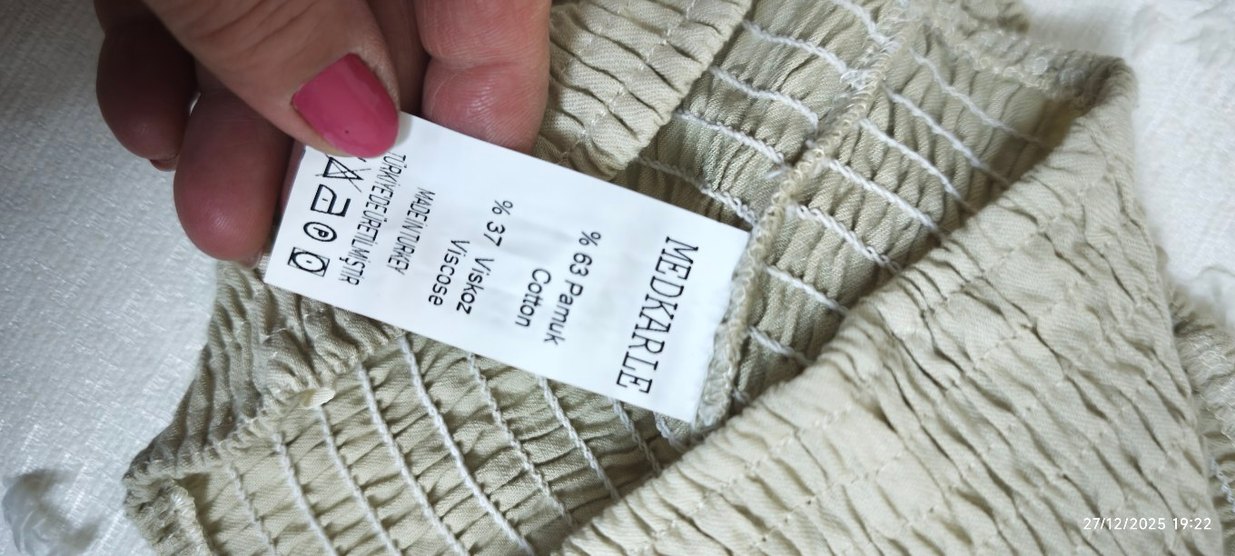 MEDKARLE
% 63 Pamuk
Cotton
% 37 Viskoz
Viscose
MADE IN TURKEY
TÜRKİYE'DE ÜRETİLMİŞTİR
P
27/12/2025 19:22